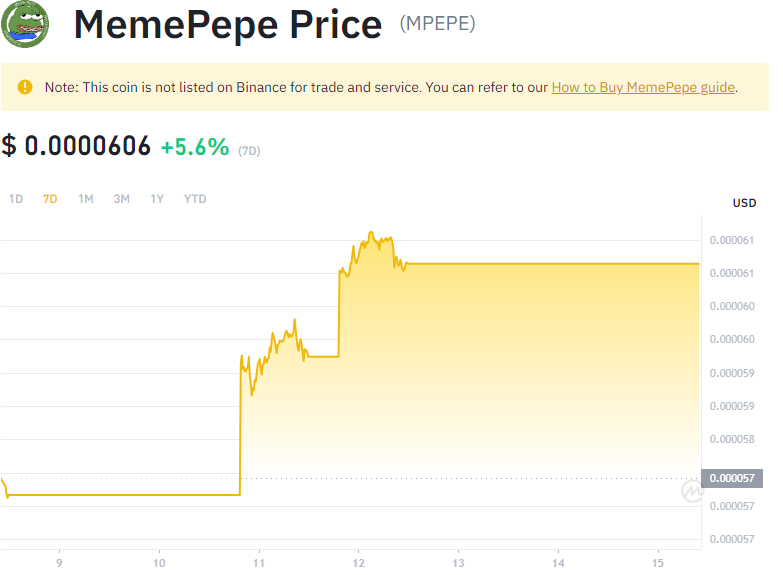 MemePepe Price (MPEPE)
Note: This coin is not listed on Binance for trade and service. You can refer to our How to Buy MemePepe guide.
$ 0.0000606 +5.6% (7D)
1D 7D 1M 3M 1Y YTD
USD
0.000061
0.000061
0.000060
0.000060
0.000059
0.000059
0.000058
0.000057
0.000057
0.000057
9 10 11 12 13 14 15